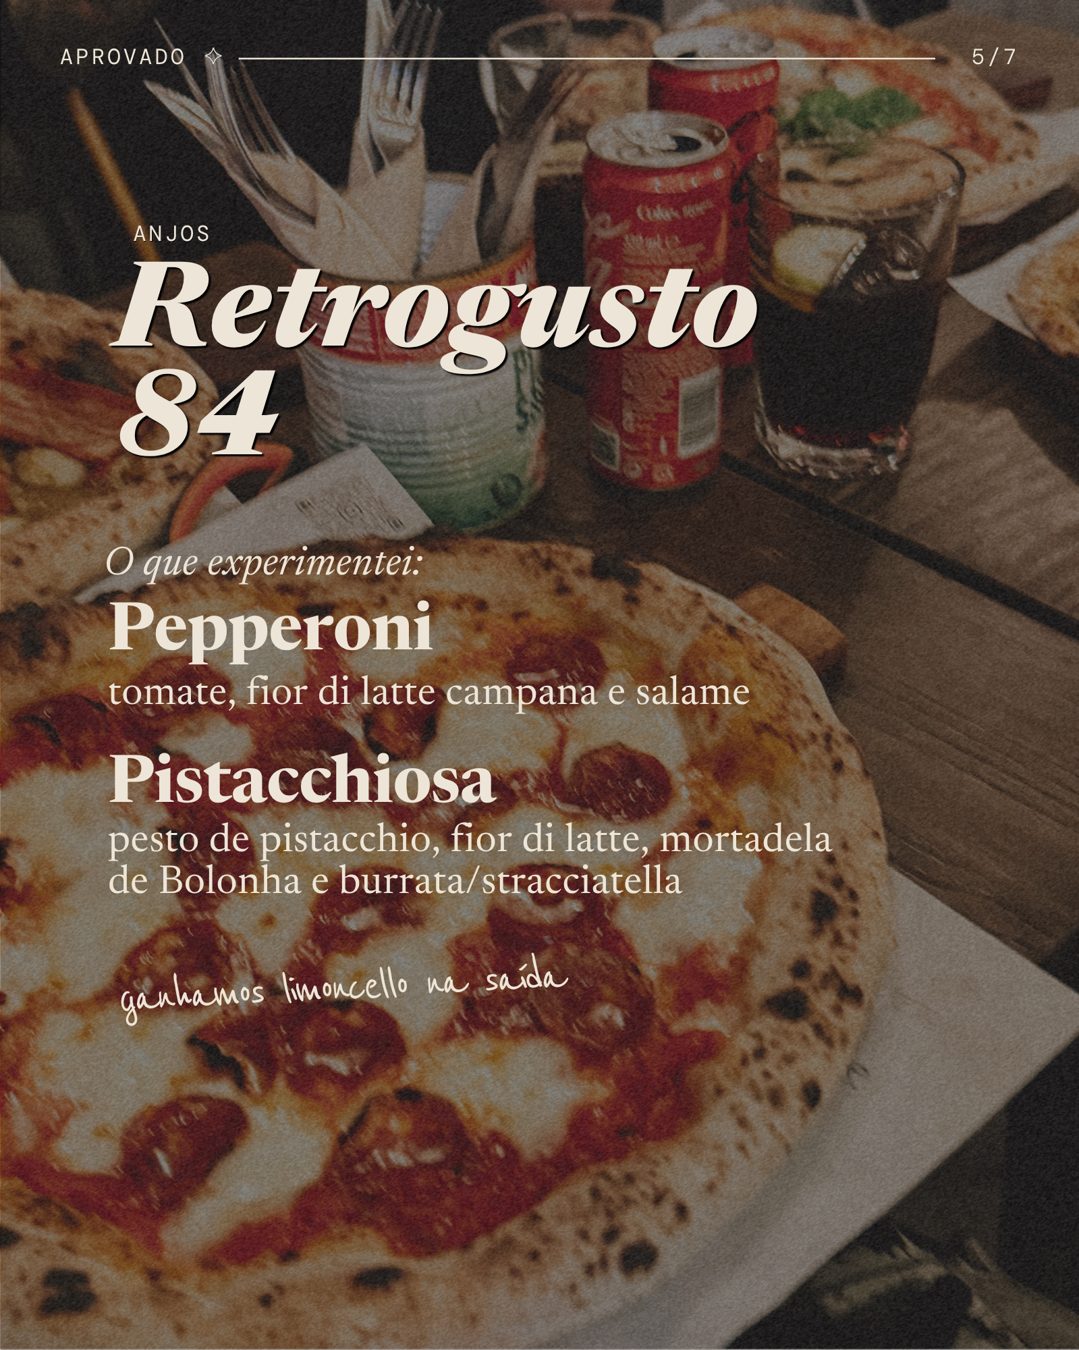 APROVADO
5/7
ANJOS
Retrogusto
84
O que experimentei:
Pepperoni
tomate, fior di latte campana e salame
Pistacchiosa
pesto de pistacchio, fior di latte, mortadela
de Bolonha e burrata/stracciatella
ganhamos limoncello na saída